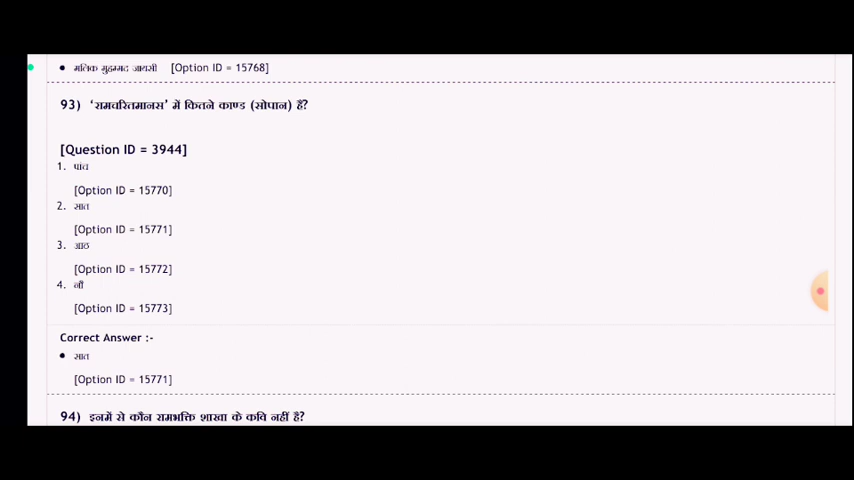 • मलिक मुहम्मद जायसी [Option ID = 15768]
93) ‘रामचरितमानस’ में कितने काण्ड (सोपान) हैं?
[Question ID = 3944]
1. पांच
[Option ID = 15770]
2. सात
[Option ID = 15771]
3. आठ
[Option ID = 15772]
4. नौ
[Option ID = 15773]
Correct Answer :-
• सात
[Option ID = 15771]
94) इनमें से कौन रामभक्ति शाखा के कवि नहीं है?